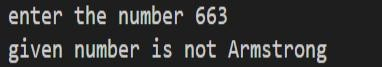 enter the number 663
given number is not Armstrong